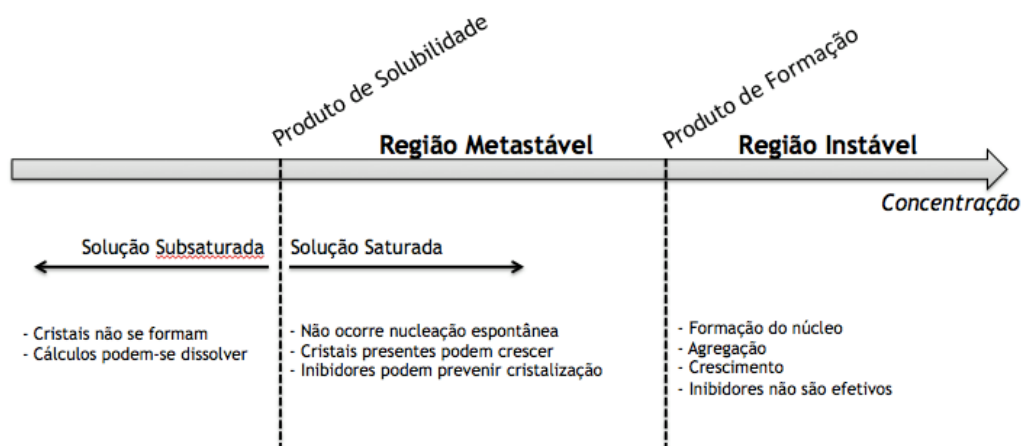 Produto de Solubilidade
Produto de Formação
Região Metastável
Região Instável
Concentração
Solução Subsaturada
Solução Saturada
- Cristais não se formam
- Cálculos podem-se dissolver
- Não ocorre nucleação espontânea
- Cristais presentes podem crescer
- Inibidores podem prevenir cristalização
- Formação do núcleo
- Agregação
- Crescimento
- Inibidores não são efetivos